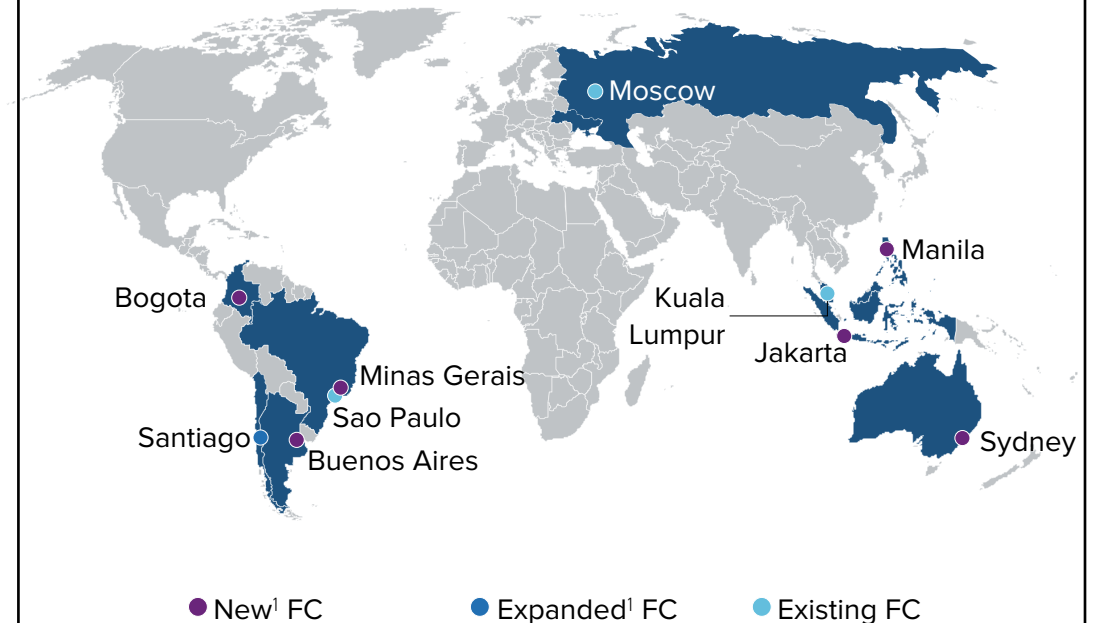 Moscow
Manila
Bogota
Kuala
Lumpur
Jakarta
Minas Gerais
Sao Paulo
Santiago
Buenos Aires
Sydney
New¹ FC
Expanded¹ FC
Existing FC